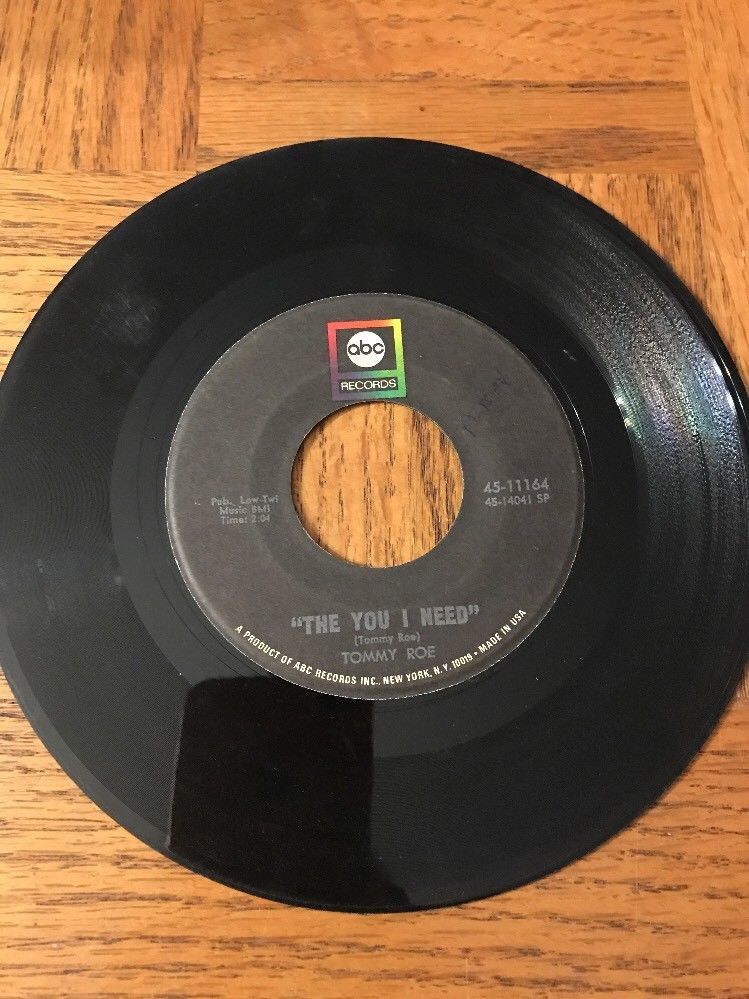 abc
RECORDS
45-11164
45-14041 SP
Pub., Low-Twi
Music BMI
Time: 2:04
"THE YOU I NEED"
(Tommy Roe)
TOMMY ROE
A PRODUCT OF ABC RECORDS INC., NEW YORK, N.Y. 10019 • MADE IN USA